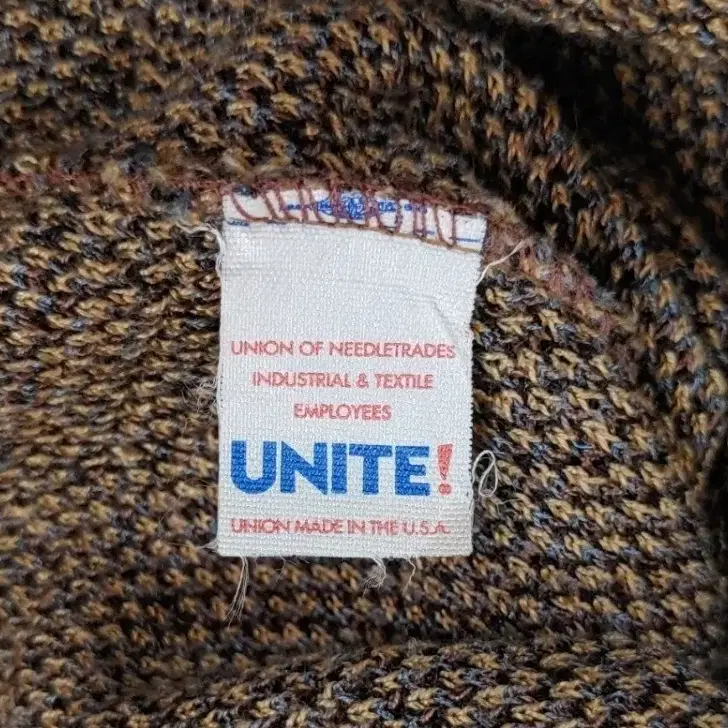 UNION OF NEEDLETRADES
INDUSTRIAL & TEXTILE
EMPLOYEES
UNITE!
UNION MADE IN THE U.S.A.